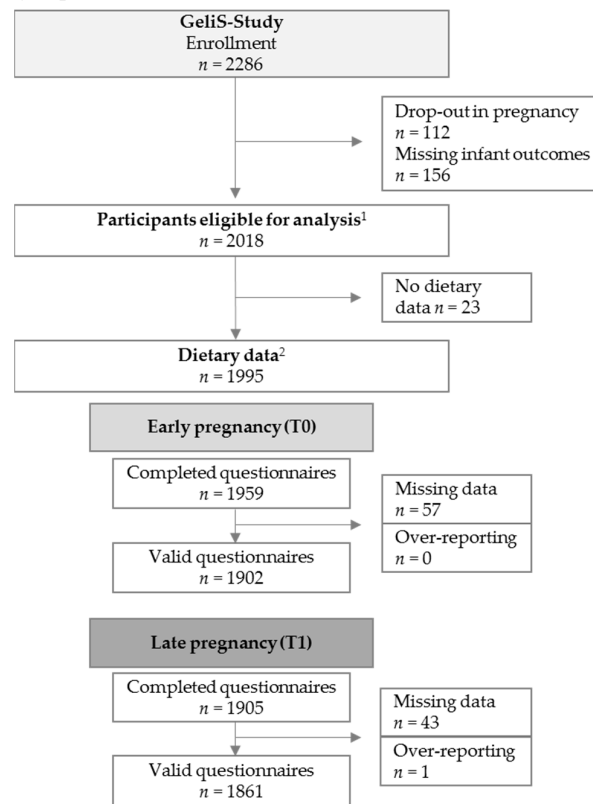 GeliS-Study
Enrollment
n = 2286
Drop-out in pregnancy
n = 112
Missing infant outcomes
n = 156
Participants eligible for analysis¹
n = 2018
No dietary
data n = 23
Dietary data²
n = 1995
Early pregnancy (T0)
Completed questionnaires
n = 1959
Missing data
n = 57
Over-reporting
n = 0
Valid questionnaires
n = 1902
Late pregnancy (T1)
Completed questionnaires
n = 1905
Missing data
n = 43
Over-reporting
n = 1
Valid questionnaires
n = 1861